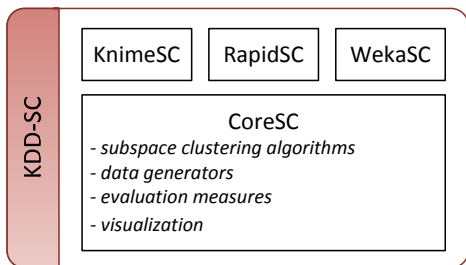 KDD-SC
KnimeSC
RapidSC
WekaSC
CoreSC
- subspace clustering algorithms
- data generators
- evaluation measures
- visualization